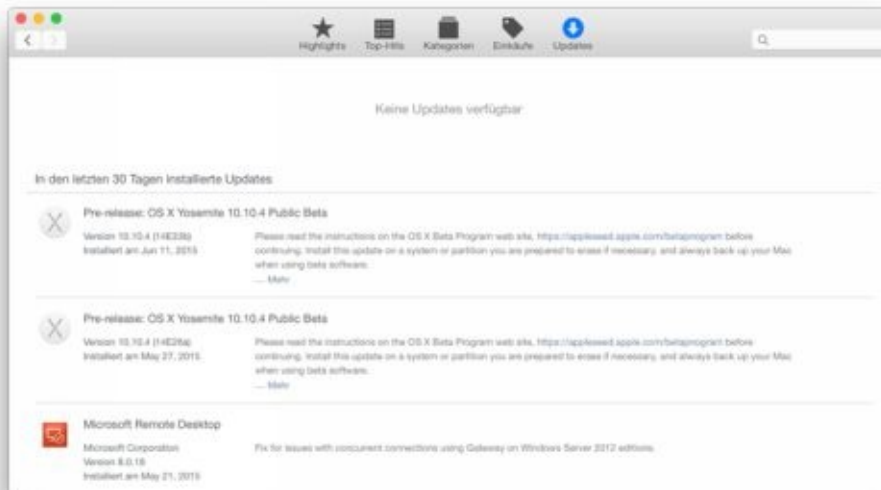 Highlights Top-Hits Kategorien Einkäufe Updates
Keine Updates verfügbar
In den letzten 30 Tagen installierte Updates
Pre-release: OS X Yosemite 10.10.4 Public Beta
Version 10.10.4 (14E33b)
Installiert am Jun 11, 2015
Please read the instructions on the OS X Beta Program web site, https://appleseed.apple.com/betaprogram before
continuing. Install this update on a system or partition you are prepared to erase if necessary, and always back up your Mac
when using beta software.
... Mehr
Pre-release: OS X Yosemite 10.10.4 Public Beta
Version 10.10.4 (14E26a)
Installiert am May 27, 2015
Please read the instructions on the OS X Beta Program web site, https://appleseed.apple.com/betaprogram before
continuing. Install this update on a system or partition you are prepared to erase if necessary, and always back up your Mac
when using beta software.
... Mehr
Microsoft Remote Desktop
Microsoft Corporation
Version 8.0.16
Installiert am May 21, 2015
Fix for issues with concurrent connections using Gateway on Windows Server 2012 editions.